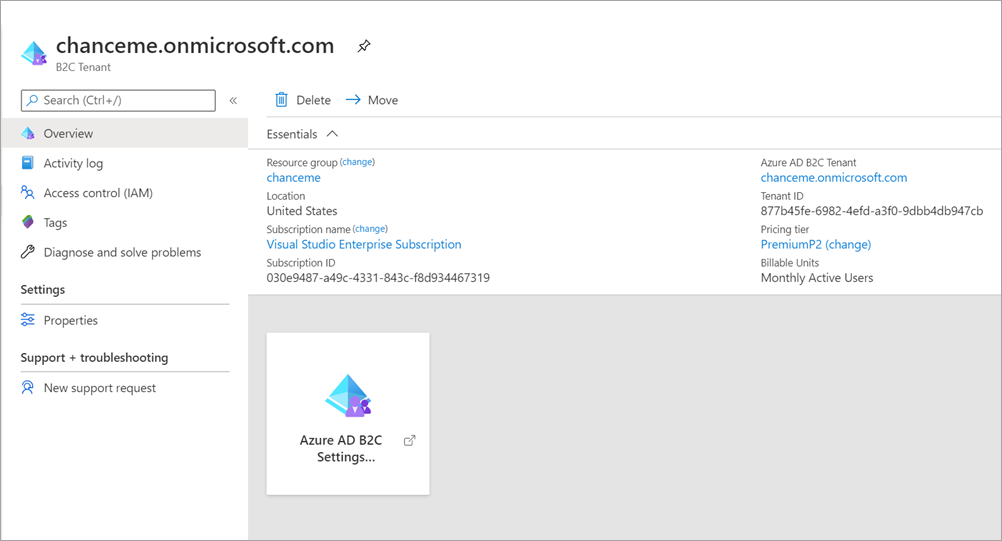 chanceme.onmicrosoft.com
B2C Tenant
Search (Ctrl+/)
«
Overview
Activity log
Access control (IAM)
Tags
Diagnose and solve problems
Settings
Properties
Support + troubleshooting
New support request
Delete
Move
Essentials
Resource group (change)
chanceme
Location
United States
Subscription name (change)
Visual Studio Enterprise Subscription
Subscription ID
030e9487-a49c-4331-843c-f8d934467319
Azure AD B2C Tenant
chanceme.onmicrosoft.com
Tenant ID
877b45fe-6982-4efd-a3f0-9dbb4db947cb
Pricing tier
PremiumP2 (change)
Billable Units
Monthly Active Users
Azure AD B2C
Settings...